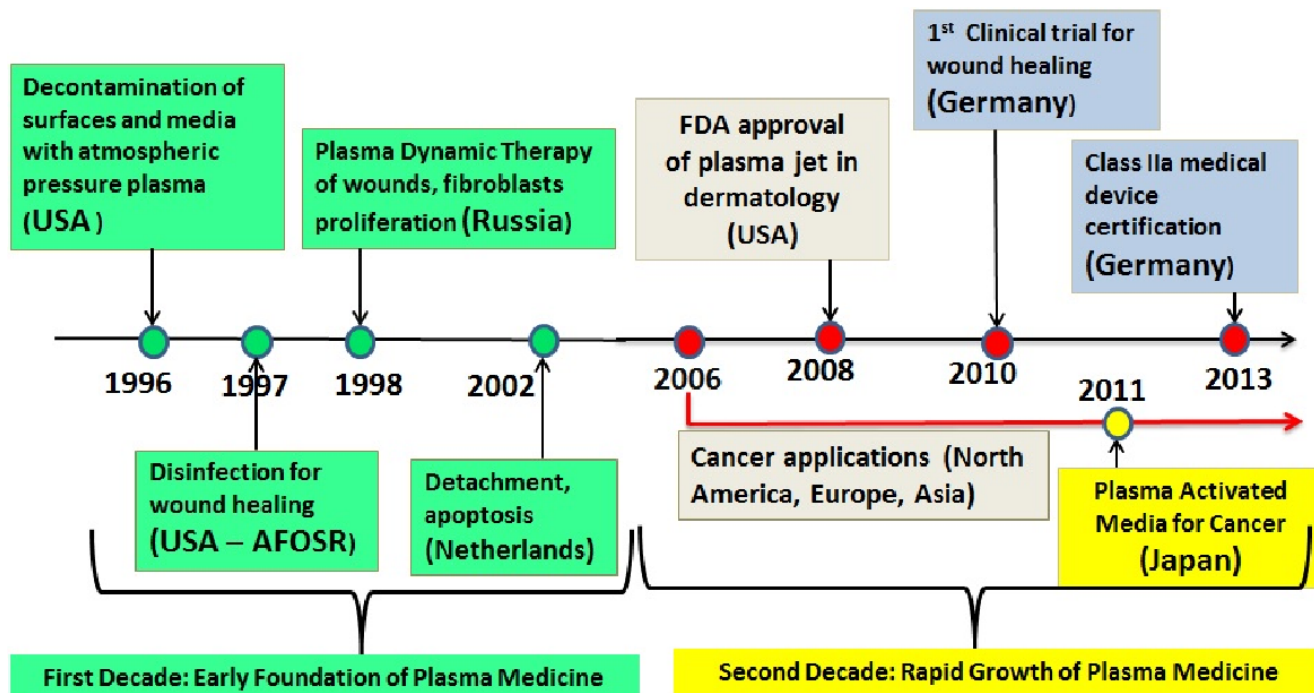 Decontamination of
surfaces and media
with atmospheric
pressure plasma
(USA )
Plasma Dynamic Therapy
of wounds, fibroblasts
proliferation (Russia)
FDA approval
of plasma jet in
dermatology
(USA)
1st Clinical trial for
wound healing
(Germany)
Class IIa medical
device
certification
(Germany)
1996
1997
1998
2002
2006
2008
2010
2011
2013
Disinfection for
wound healing
(USA – AFOSR)
Detachment,
apoptosis
(Netherlands)
Cancer applications (North
America, Europe, Asia)
Plasma Activated
Media for Cancer
(Japan)
First Decade: Early Foundation of Plasma Medicine
Second Decade: Rapid Growth of Plasma Medicine